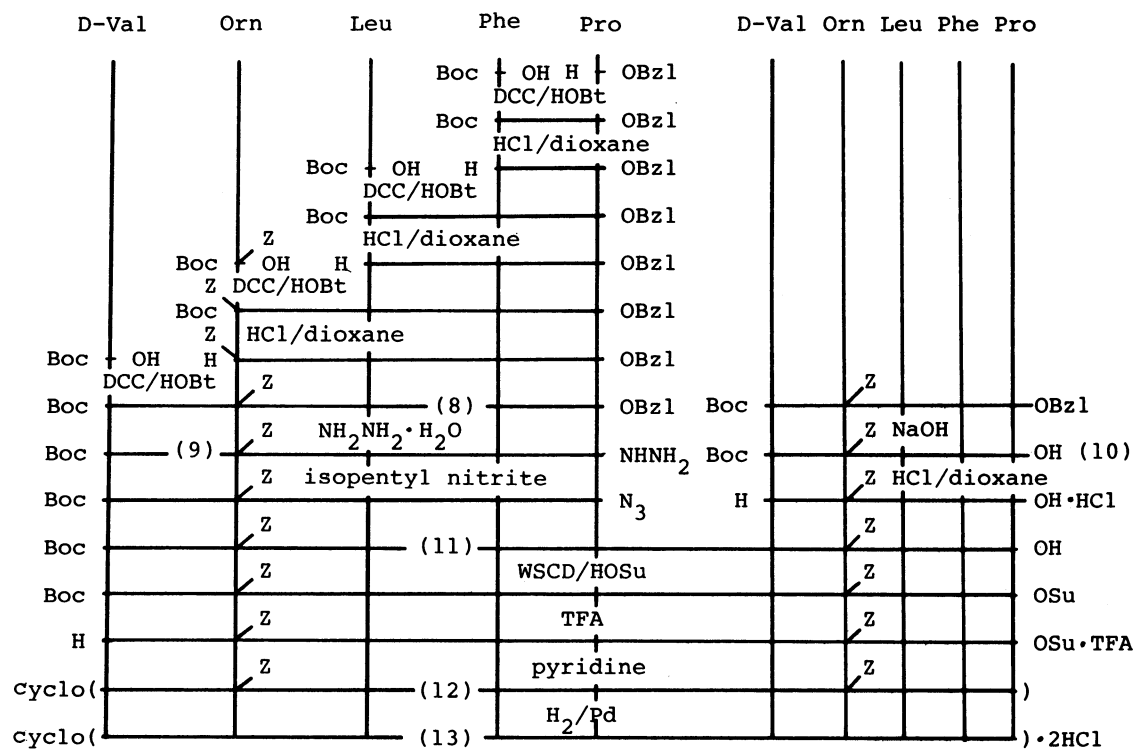 D-Val Orn Leu Phe Pro D-Val Orn Leu Phe Pro
Boc OH H OBzl
DCC/HOBt
Boc OBzl
HCl/dioxane
Boc OH H OBzl
DCC/HOBt
Boc OBzl
Z HCl/dioxane
Boc OH H OBzl
Z DCC/HOBt
Boc OBzl
Z HCl/dioxane
Boc OH H OBzl
DCC/HOBt Z Z
Boc (8) OBzl Boc OBzl
Z NH2NH2·H2O Z NaOH
Boc (9) NHNH2 Boc OH (10)
Z isopentyl nitrite Z HCl/dioxane
Boc N3 H OH·HCl
Z Z
Boc (11) OH
Z WSCD/HOSu Z
Boc OSu
Z TFA Z
H OSu·TFA
Z pyridine Z
cyclo( (12) )
H2/Pd
cyclo( (13) )·2HCl